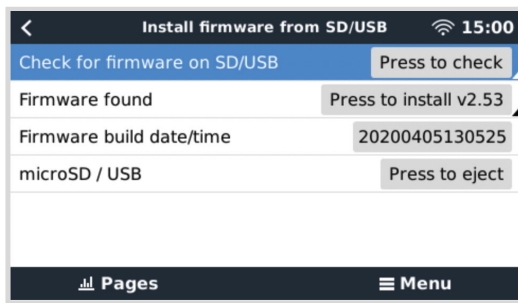 Install firmware from SD/USB 15:00
Check for firmware on SD/USB Press to check
Firmware found Press to install v2.53
Firmware build date/time 20200405130525
microSD / USB Press to eject
Pages Menu